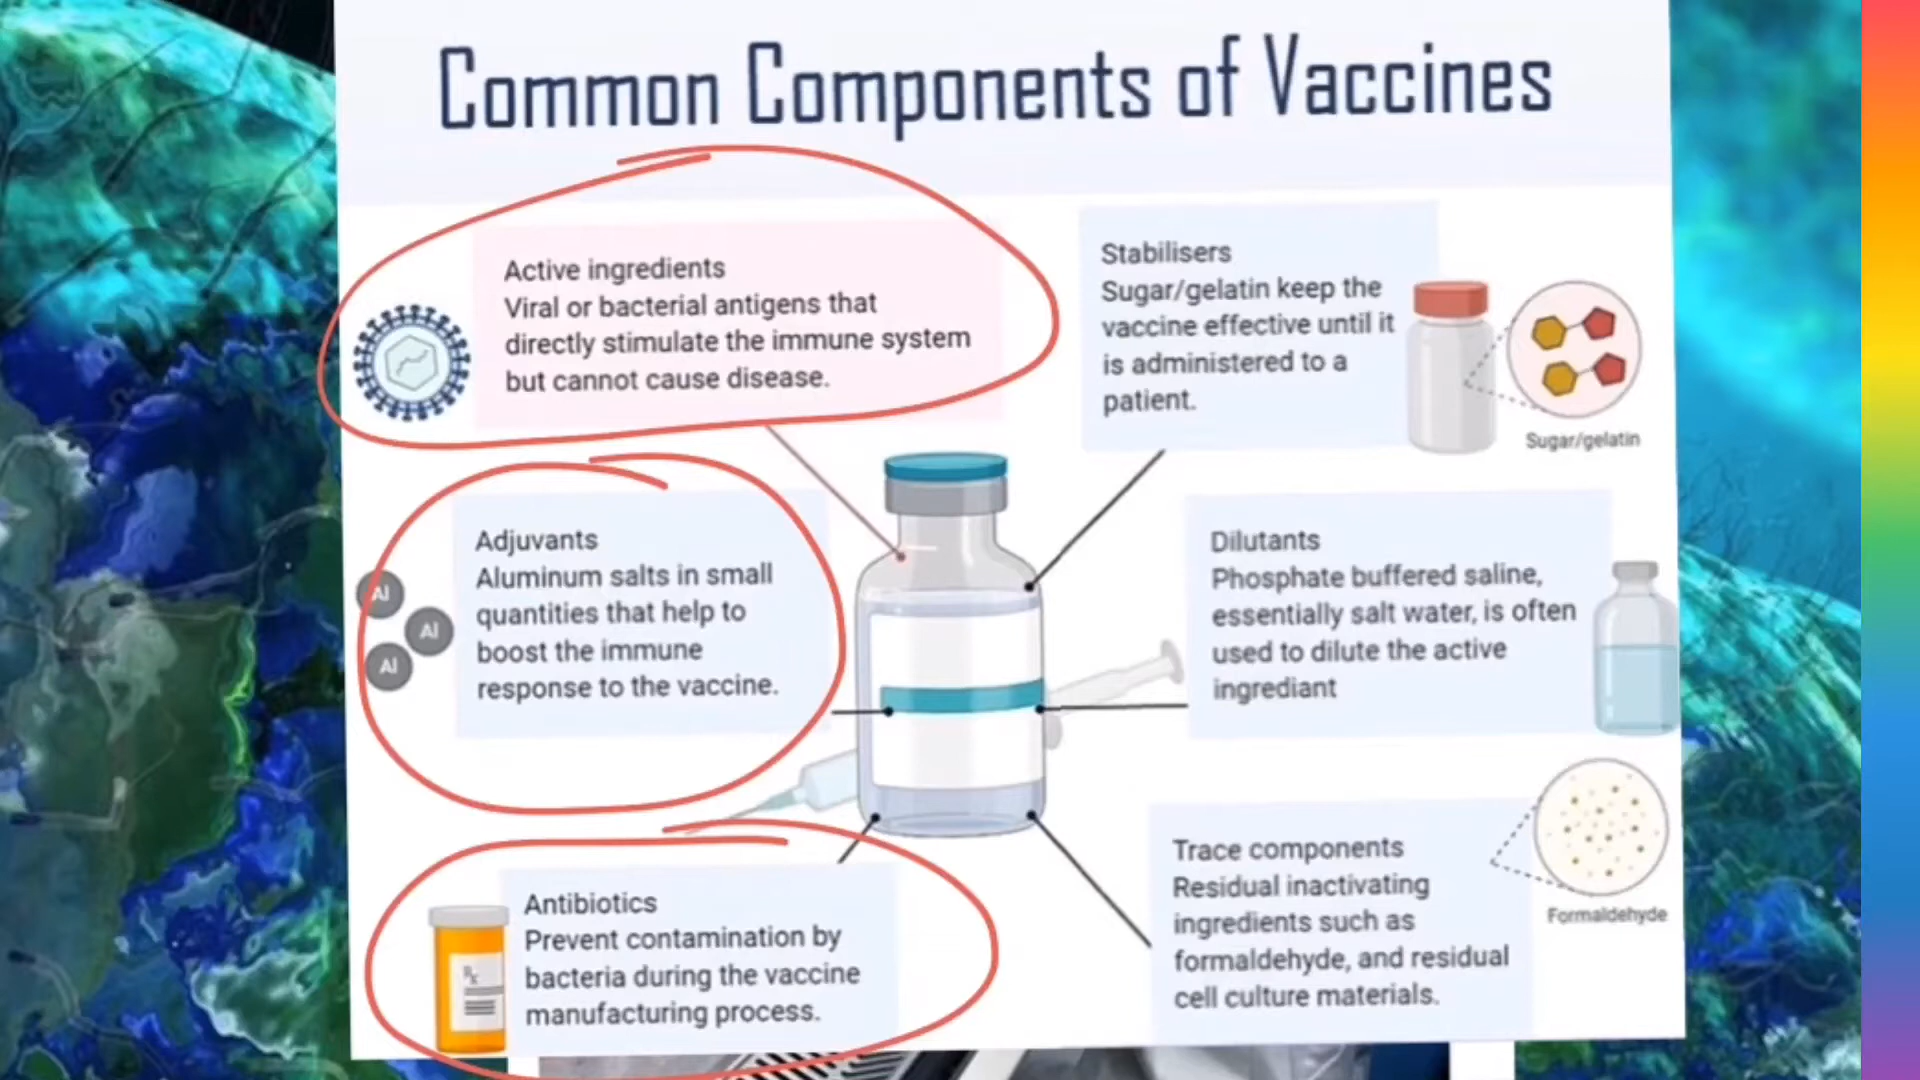 Common Components of Vaccines
Active ingredients
Viral or bacterial antigens that
directly stimulate the immune system
but cannot cause disease.
Stabilisers
Sugar/gelatin keep the
vaccine effective until it
is administered to a
patient.
Sugar/gelatin
Adjuvants
Aluminum salts in small
quantities that help to
boost the immune
response to the vaccine.
Al
Al
Al
Dilutants
Phosphate buffered saline,
essentially salt water, is often
used to dilute the active
ingrediant
Antibiotics
Prevent contamination by
bacteria during the vaccine
manufacturing process.
Rx
Trace components
Residual inactivating
ingredients such as
formaldehyde, and residual
cell culture materials.
Formaldehyde